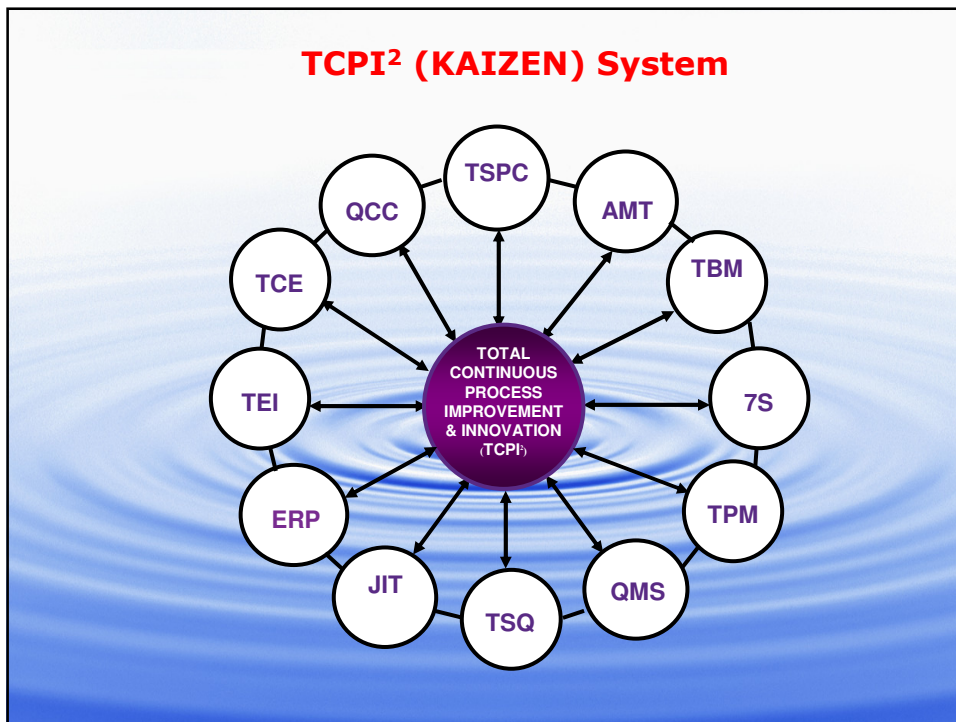 TCPI² (KAIZEN) System
TSPC
AMT
TBM
7S
TPM
QMS
TSQ
JIT
ERP
TEI
TCE
QCC
TOTAL
CONTINUOUS
PROCESS
IMPROVEMENT
& INNOVATION
(TCPI²)